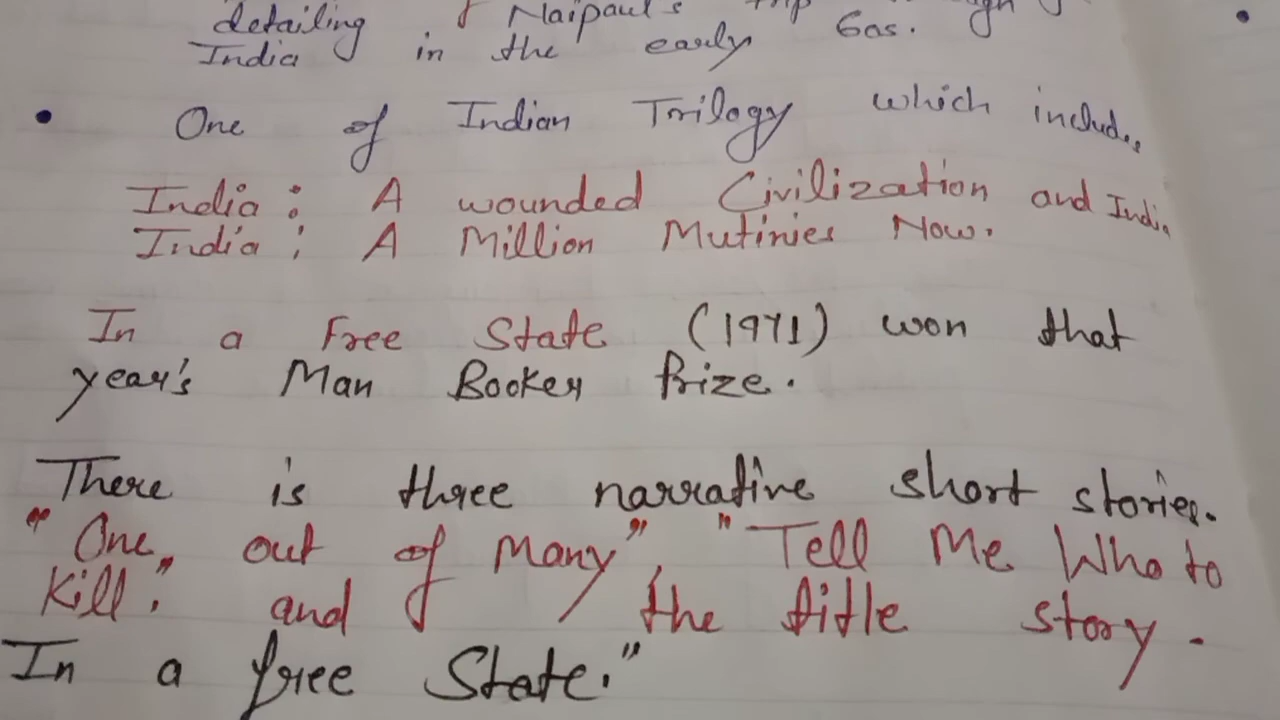 detailing Naipaul's trip
India in the early 60s.
• One of Indian Trilogy which includes
India: A wounded Civilization and India
India: A Million Mutinies Now.
In a Free State (1971) won that
year's Man Booker Prize.
There is three narrative short stories.
"One out of Many", "Tell Me Who to
Kill." and the title story.
In a free State."